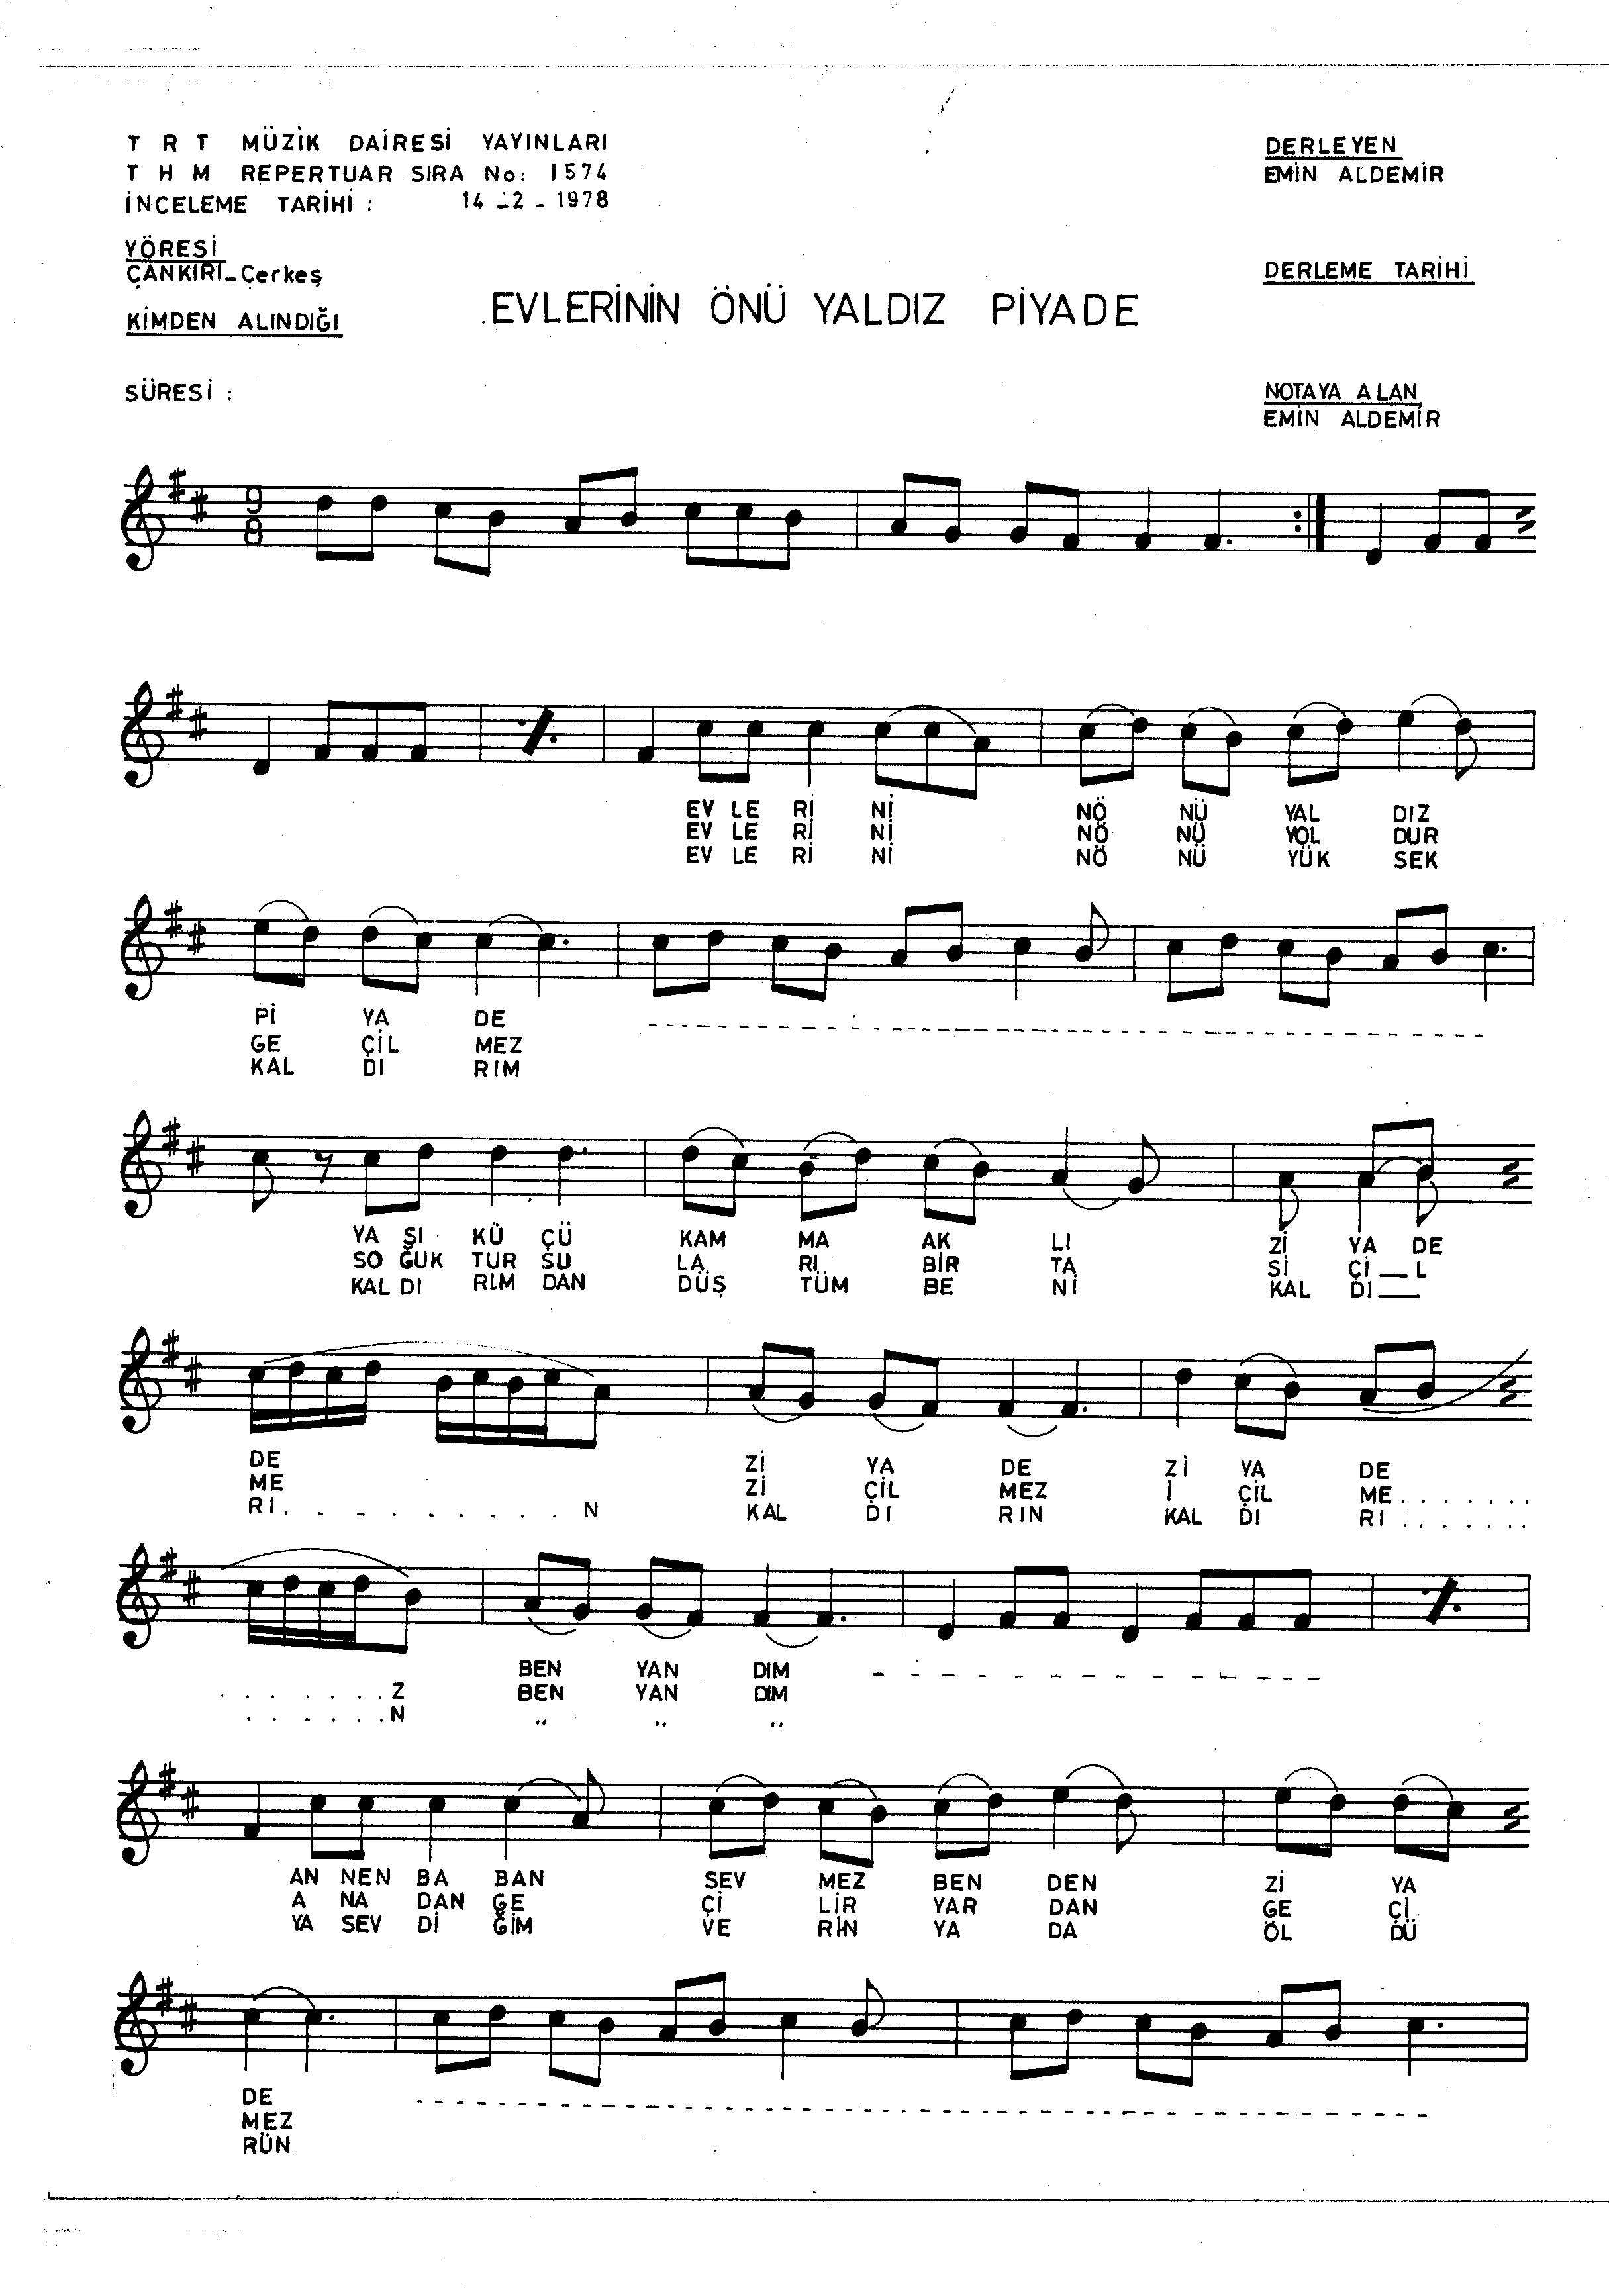 T R T MÜZİK DAİRESİ YAYINLARI
T H M REPERTUAR SIRA No: 1574
İNCELEME TARİHİ : 14 _2 _ 1978
YÖRESİ
ÇANKIRI_Çerkeş
KİMDEN ALINDIĞI
SÜRESİ :
EVLERİNİN ÖNÜ YALDIZ PİYADE
DERLEYEN
EMİN ALDEMİR
DERLEME TARİHİ
NOTAYA ALAN
EMİN ALDEMİR
9
8
EV LE Rİ Nİ NÖ NÜ YAL DIZ
EV LE Rİ Nİ NÖ NÜ YOL DUR
EV LE Rİ Nİ NÖ NÜ YÜK SEK
Pİ YA DE
GE ÇİL MEZ
KAL DI RIM
YA ŞI KÜ ÇÜ KAM MA AK LI Zİ YA DE
SO ĞUK TUR SU LA RI BİR TA Sİ Çİ __ L
KAL DI RIM DAN DÜŞ TÜM BE Nİ KAL DI __
DE Zİ YA DE Zİ YA DE
ME Zİ ÇİL MEZ İ ÇİL ME . . . . . . .
RI . . . . . . . . . N KAL DI RIN KAL DI RI . . . . . . .
BEN YAN DIM
. . . . . . . Z BEN YAN DIM
. . . . . . N ,, ,, ,,
AN NEN BA BAN SEV MEZ BEN DEN Zİ YA
A NA DAN GE Çİ LİR YAR DAN GE Çİ
YA SEV Dİ ĞİM VE RİN YA DA ÖL DÜ
DE
MEZ
RÜN